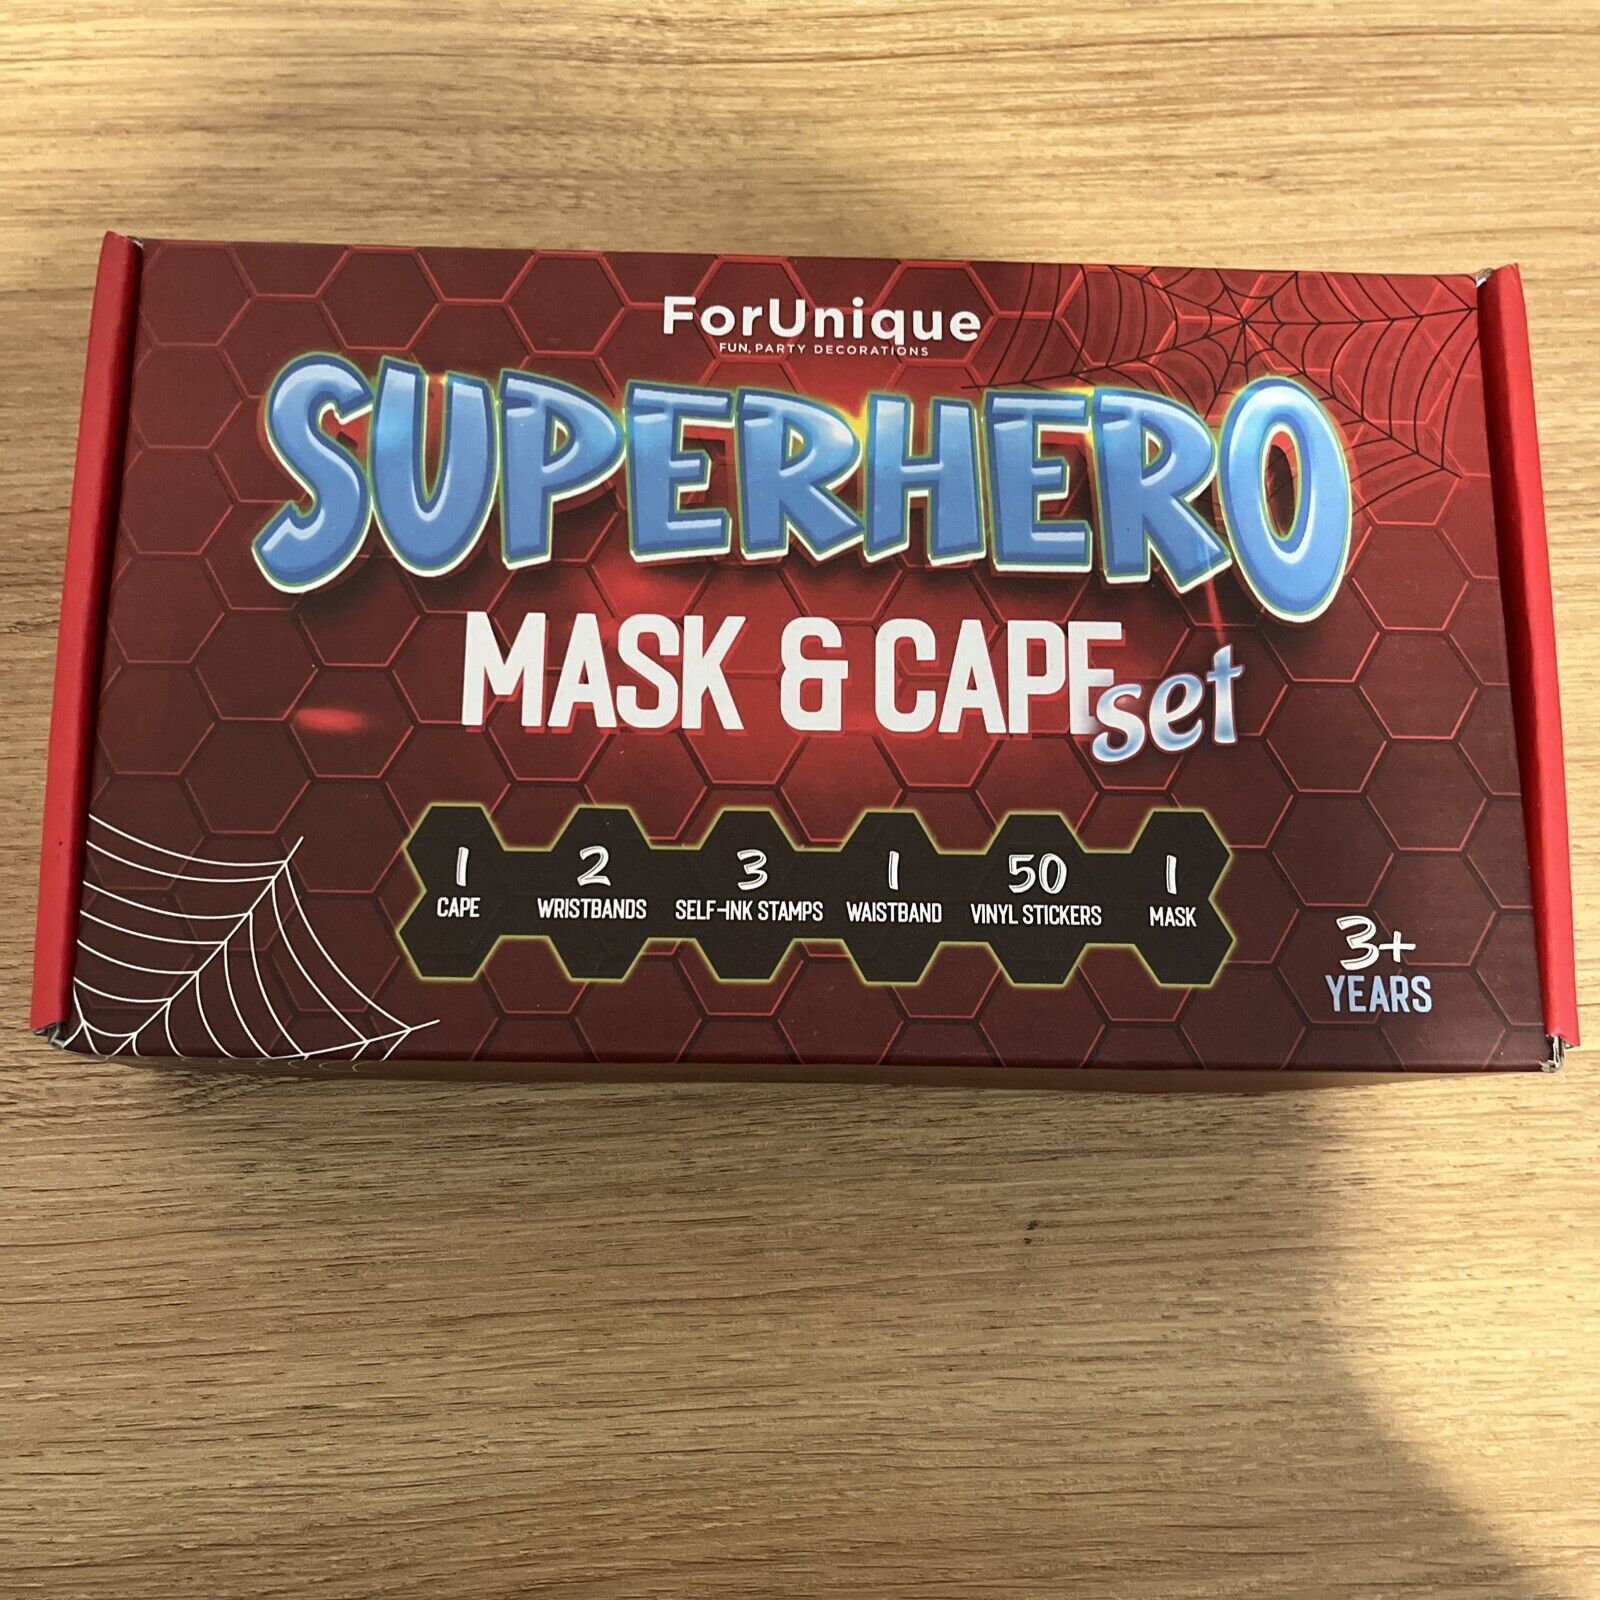 ForUnique
FUN, PARTY DECORATIONS
SUPERHERO
MASK & CAPE set
1 2 3 1 50 1
CAPE WRISTBANDS SELF-INK STAMPS WAISTBAND VINYL STICKERS MASK
3+
YEARS